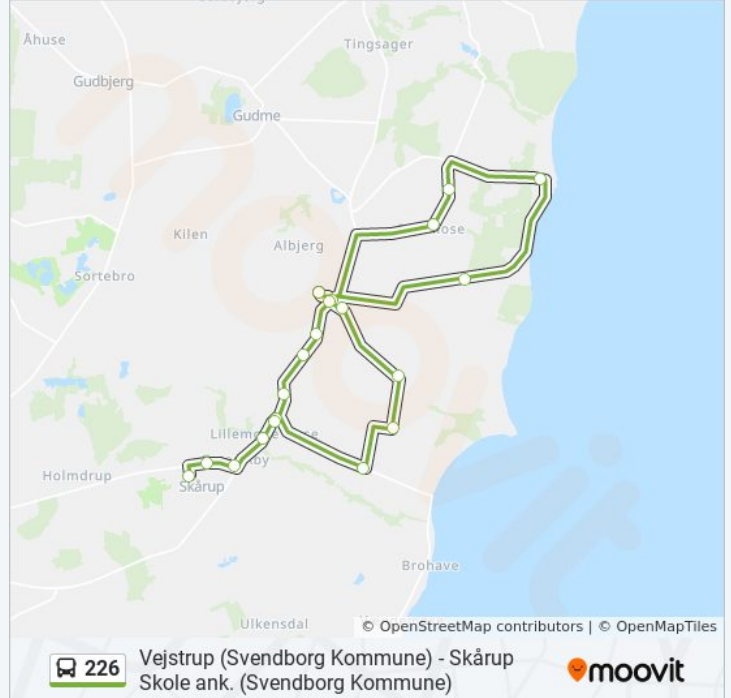 Åhuse
Tingsager
Gudbjerg
Gudme
Kilen
Albjerg
Sortebro
Holmdrup
Skårup
Brohave
Ulkensdal
© OpenStreetMap contributors | © OpenMapTiles
226
Vejstrup (Svendborg Kommune) - Skårup
Skole ank. (Svendborg Kommune)
moovit